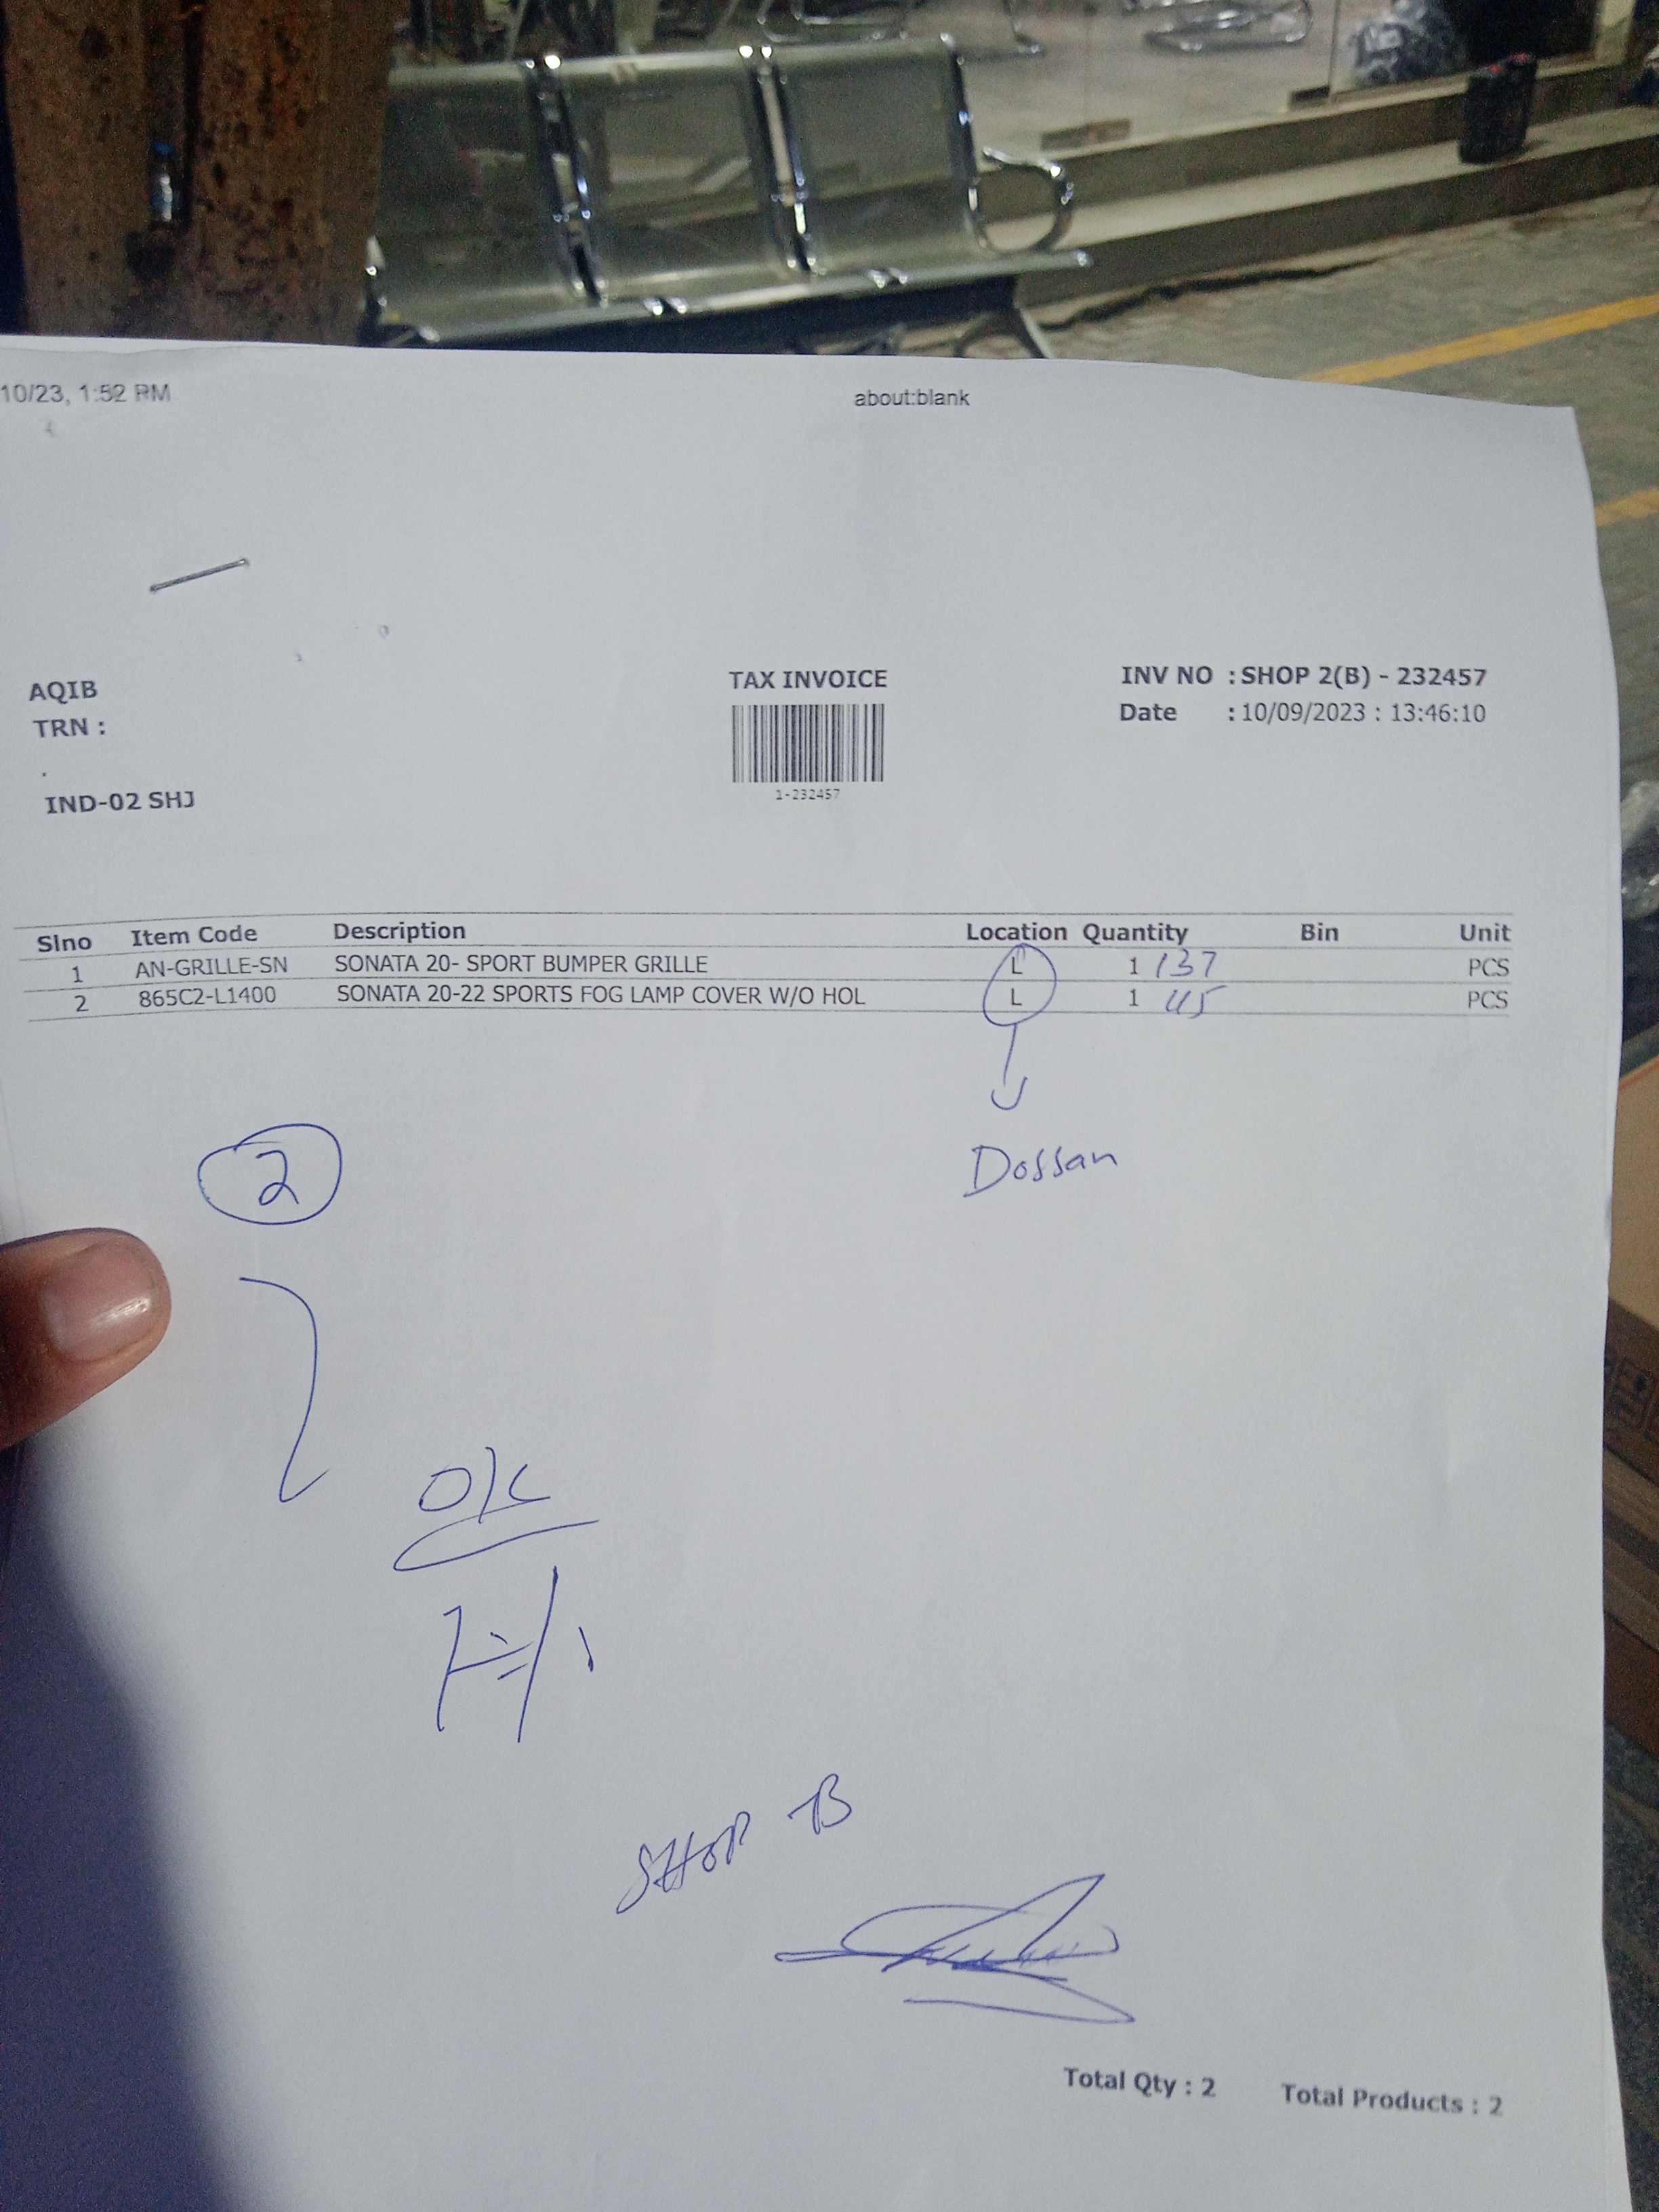 10/23, 1:52 PM about:blank
AQIB TAX INVOICE INV NO : SHOP 2(B) - 232457
TRN : Date : 10/09/2023 : 13:46:10
.
IND-02 SHJ 1-232457
Slno Item Code Description Location Quantity Bin Unit
1 AN-GRILLE-SN SONATA 20- SPORT BUMPER GRILLE L 1 137 PCS
2 865C2-L1400 SONATA 20-22 SPORTS FOG LAMP COVER W/O HOL L 1 45 PCS
Dossan
2
OK
SHOP B
Total Qty : 2 Total Products : 2